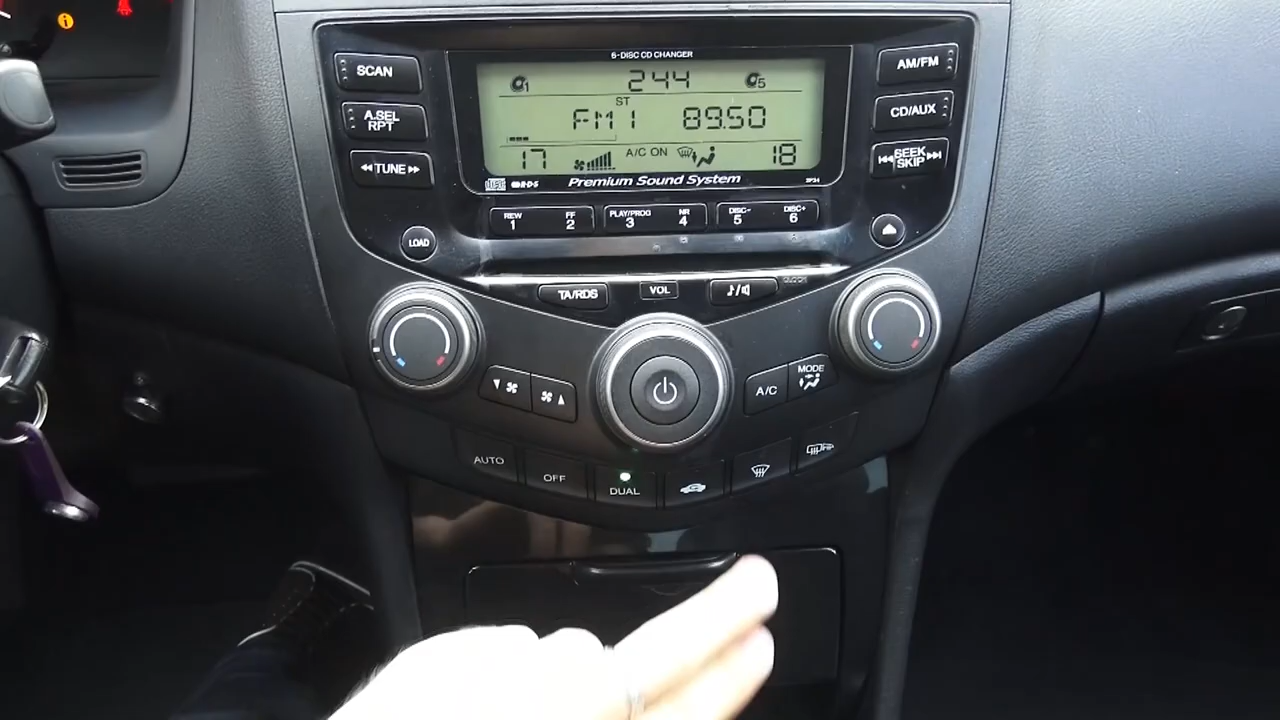 6-DISC CD CHANGER
SCAN
1 244 5
AM/FM
ST
A.SEL
RPT
FM1 89.50
CD/AUX
TUNE
17 A/C ON 18
SEEK
SKIP
R·D·S Premium Sound System
REW FF PLAY/PROG NR DISC- DISC+
1 2 3 4 5 6
LOAD
TA/RDS
VOL
CLOCK
A/C
MODE
AUTO
OFF
DUAL